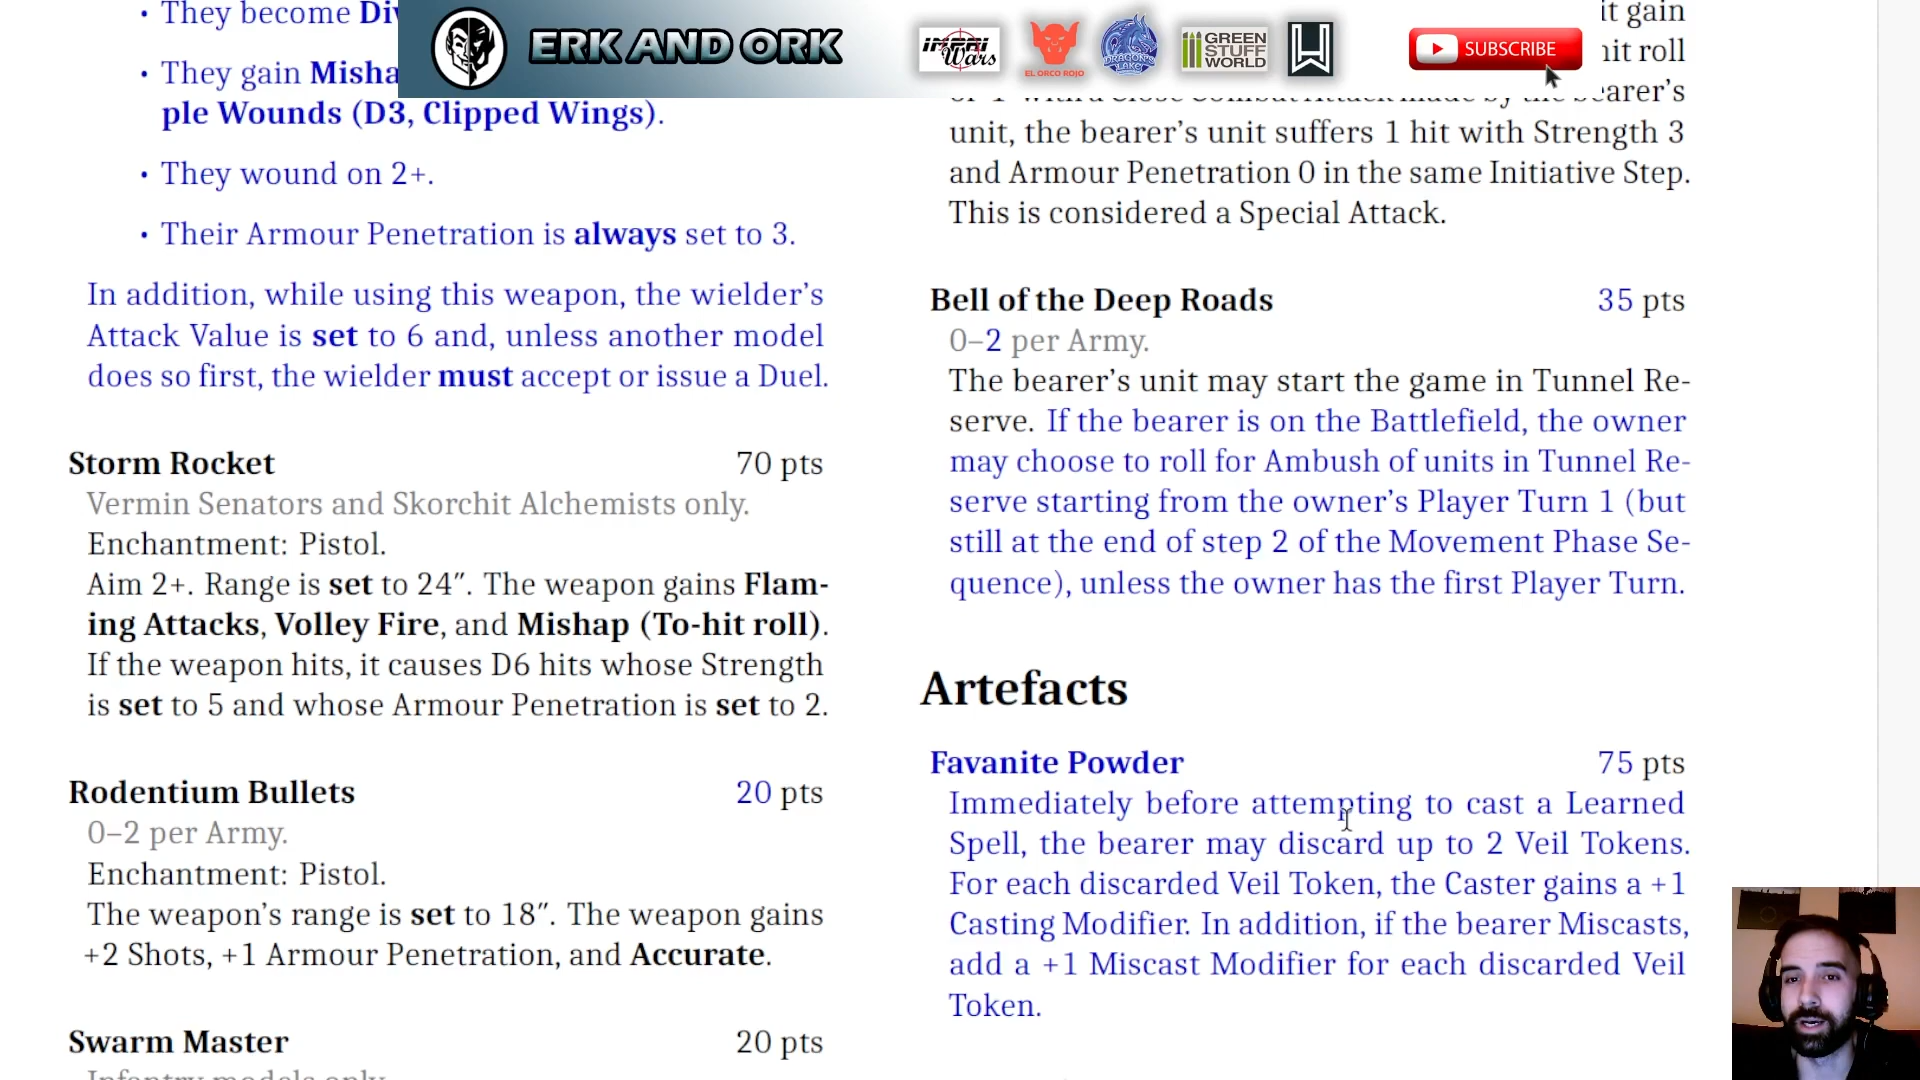 • They become
ERK AND ORK
EL ORCO ROJO
DRAGON'S LAKE
GREEN STUFF WORLD
SUBSCRIBE
• They gain
ple Wounds (D3, Clipped Wings).
• They wound on 2+.
• Their Armour Penetration is always set to 3.
In addition, while using this weapon, the wielder's
Attack Value is set to 6 and, unless another model
does so first, the wielder must accept or issue a Duel.
Storm Rocket 70 pts
Vermin Senators and Skorchit Alchemists only.
Enchantment: Pistol.
Aim 2+. Range is set to 24″. The weapon gains Flam-
ing Attacks, Volley Fire, and Mishap (To-hit roll).
If the weapon hits, it causes D6 hits whose Strength
is set to 5 and whose Armour Penetration is set to 2.
Rodentium Bullets 20 pts
0–2 per Army.
Enchantment: Pistol.
The weapon's range is set to 18″. The weapon gains
+2 Shots, +1 Armour Penetration, and Accurate.
Swarm Master 20 pts
Infantry models only.
it gain
hit roll
unit, the bearer's unit suffers 1 hit with Strength 3
and Armour Penetration 0 in the same Initiative Step.
This is considered a Special Attack.
Bell of the Deep Roads 35 pts
0–2 per Army.
The bearer's unit may start the game in Tunnel Re-
serve. If the bearer is on the Battlefield, the owner
may choose to roll for Ambush of units in Tunnel Re-
serve starting from the owner's Player Turn 1 (but
still at the end of step 2 of the Movement Phase Se-
quence), unless the owner has the first Player Turn.
Artefacts
Favanite Powder 75 pts
Immediately before attempting to cast a Learned
Spell, the bearer may discard up to 2 Veil Tokens.
For each discarded Veil Token, the Caster gains a +1
Casting Modifier. In addition, if the bearer Miscasts,
add a +1 Miscast Modifier for each discarded Veil
Token.